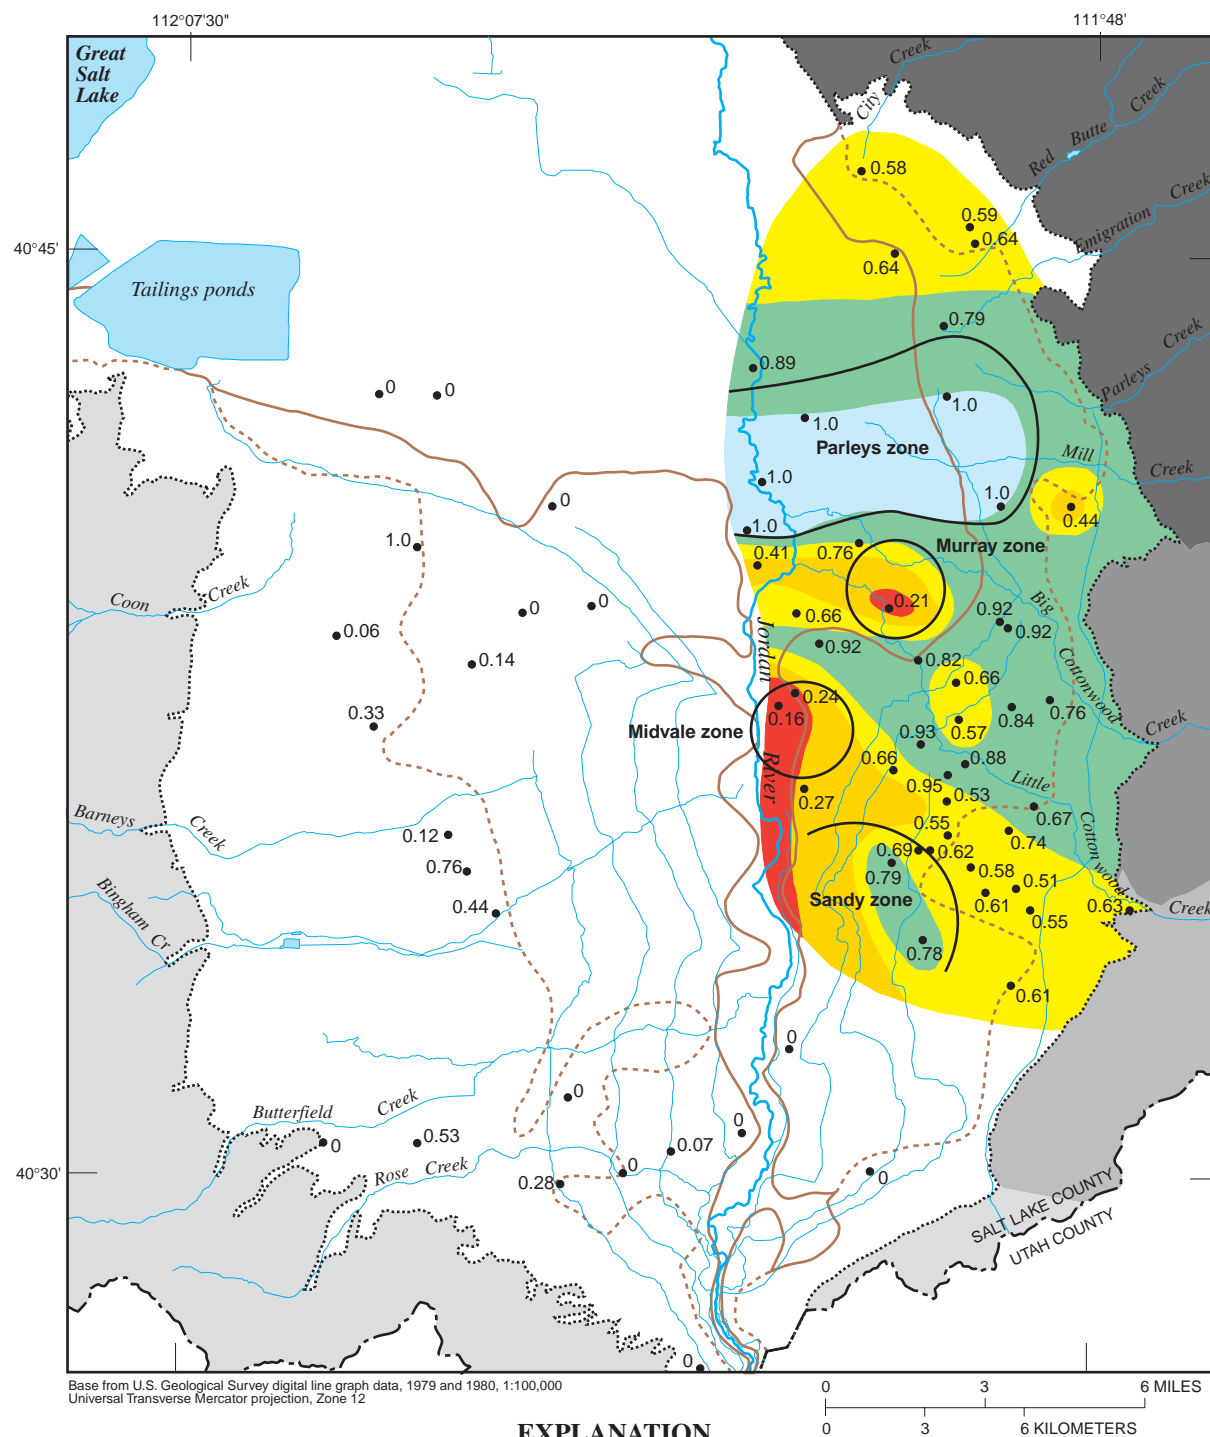 112°07'30"
111°48'
Great
Salt
Lake
City
Creek
Red
Butte
Creek
Emigration
Creek
0.58
0.59
0.64
0.64
40°45'
Tailings ponds
0.79
0.89
Parleys
Creek
0
0
1.0
1.0
Parleys zone
Mill
Creek
1.0
1.0
0.44
0
1.0
1.0
0.41
0.76
Murray zone
0.21
Big
Cottonwood
Creek
Coon
Creek
0
0
0.06
0.14
0.66
0.92
0.92
0.92
0.82
Jordan
River
0.66
0.24
0.16
0.57
0.84
0.76
0.33
Midvale zone
0.93
0.88
0.66
0.95
0.53
0.27
Little
Cottonwood
Creek
0.67
0.55
0.74
Barneys
Creek
0.12
0.76
0.44
0.69
0.62
0.79
0.58
0.51
0.61
0.55
0.63
Sandy zone
Bingham Cr
0.78
0.61
0
0
0
Butterfield
Creek
0
0.53
0.07
0
0
Rose Creek
0.28
40°30'
SALT LAKE COUNTY
UTAH COUNTY
0
Base from U.S. Geological Survey digital line graph data, 1979 and 1980, 1:100,000
Universal Transverse Mercator projection, Zone 12
0 3 6 MILES
0 3 6 KILOMETERS
EXPLANATION